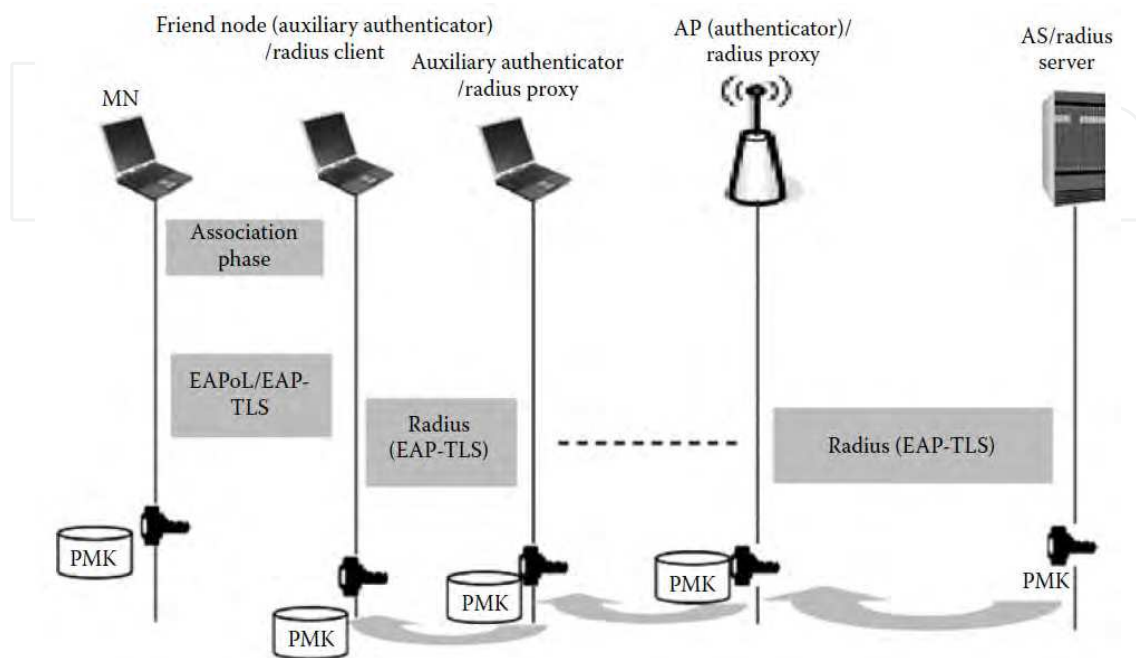 Friend node (auxiliary authenticator)
/radius client
Auxiliary authenticator
/radius proxy
AP (authenticator)/
radius proxy
AS/radius
server
MN
Association
phase
EAPoL/EAP-
TLS
Radius
(EAP-TLS)
Radius (EAP-TLS)
PMK
PMK
PMK
PMK
PMK